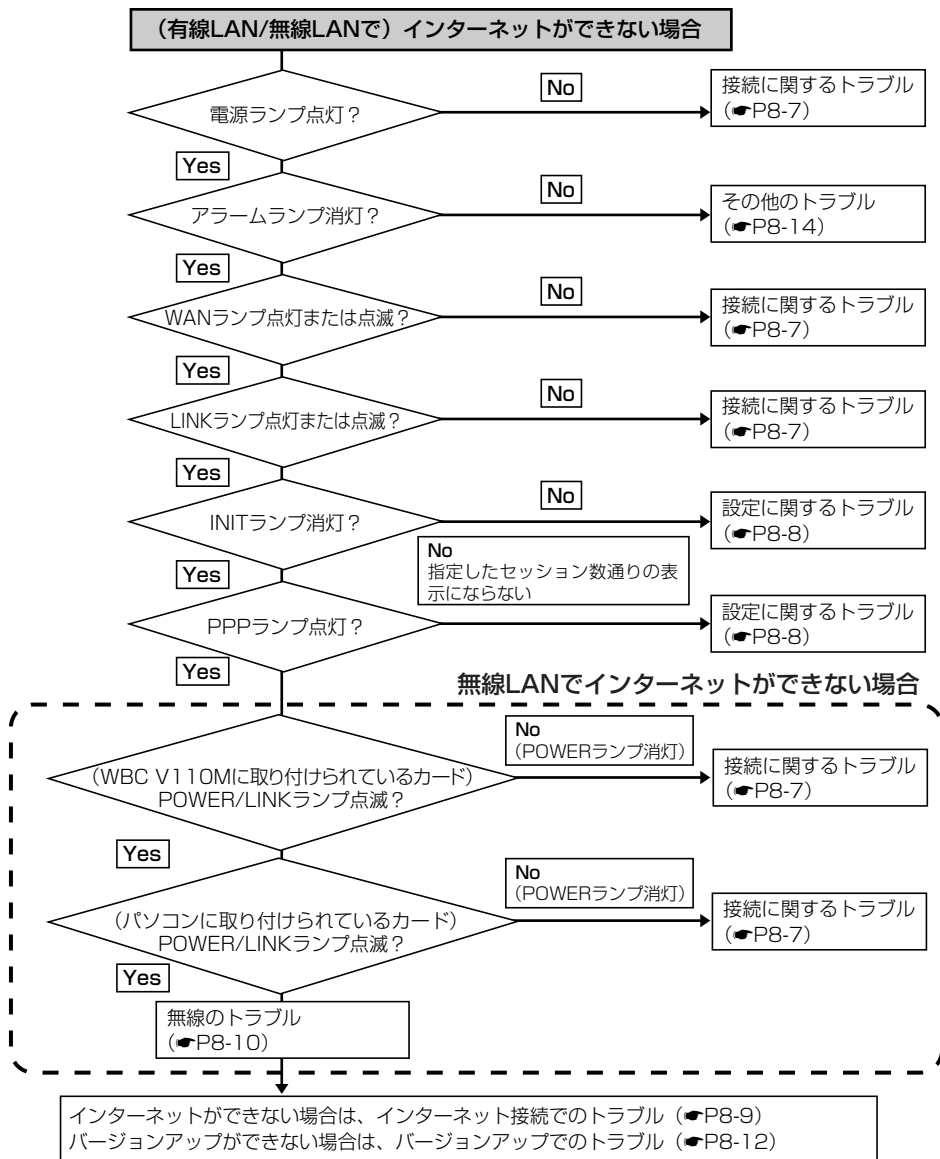 （有線LAN/無線LANで）インターネットができない場合
電源ランプ点灯？
No
接続に関するトラブル
（☛P8-7）
Yes
アラームランプ消灯？
No
その他のトラブル
（☛P8-14）
Yes
WANランプ点灯または点滅？
No
接続に関するトラブル
（☛P8-7）
Yes
LINKランプ点灯または点滅？
No
接続に関するトラブル
（☛P8-7）
Yes
INITランプ消灯？
No
設定に関するトラブル
（☛P8-8）
Yes
No
指定したセッション数通りの表
示にならない
PPPランプ点灯？
設定に関するトラブル
（☛P8-8）
Yes
無線LANでインターネットができない場合
（WBC V110Mに取り付けられているカード）
POWER/LINKランプ点滅？
No
（POWERランプ消灯）
接続に関するトラブル
（☛P8-7）
Yes
（パソコンに取り付けられているカード）
POWER/LINKランプ点滅？
No
（POWERランプ消灯）
接続に関するトラブル
（☛P8-7）
Yes
無線のトラブル
（☛P8-10）
インターネットができない場合は、インターネット接続でのトラブル（☛P8-9）
バージョンアップができない場合は、バージョンアップでのトラブル（☛P8-12）